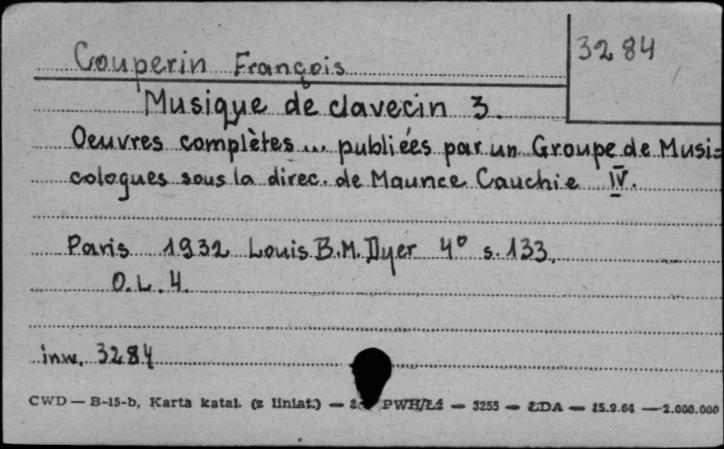 3284
Couperin François
Musique de clavecin 3.
Oeuvres complètes... publiées par un Groupe de Musi=
cologues sous la direc. de Maurice Cauchie IV.
Paris 1932 Louis B.M. Dyer 4° s. 133.
O.L.4.
inw. 3284
CWD — B-15-b, Karta katal. (z liniat.) — PWH/Łź — 3255 — ŁDA — 15.9.64 — 2.000.000